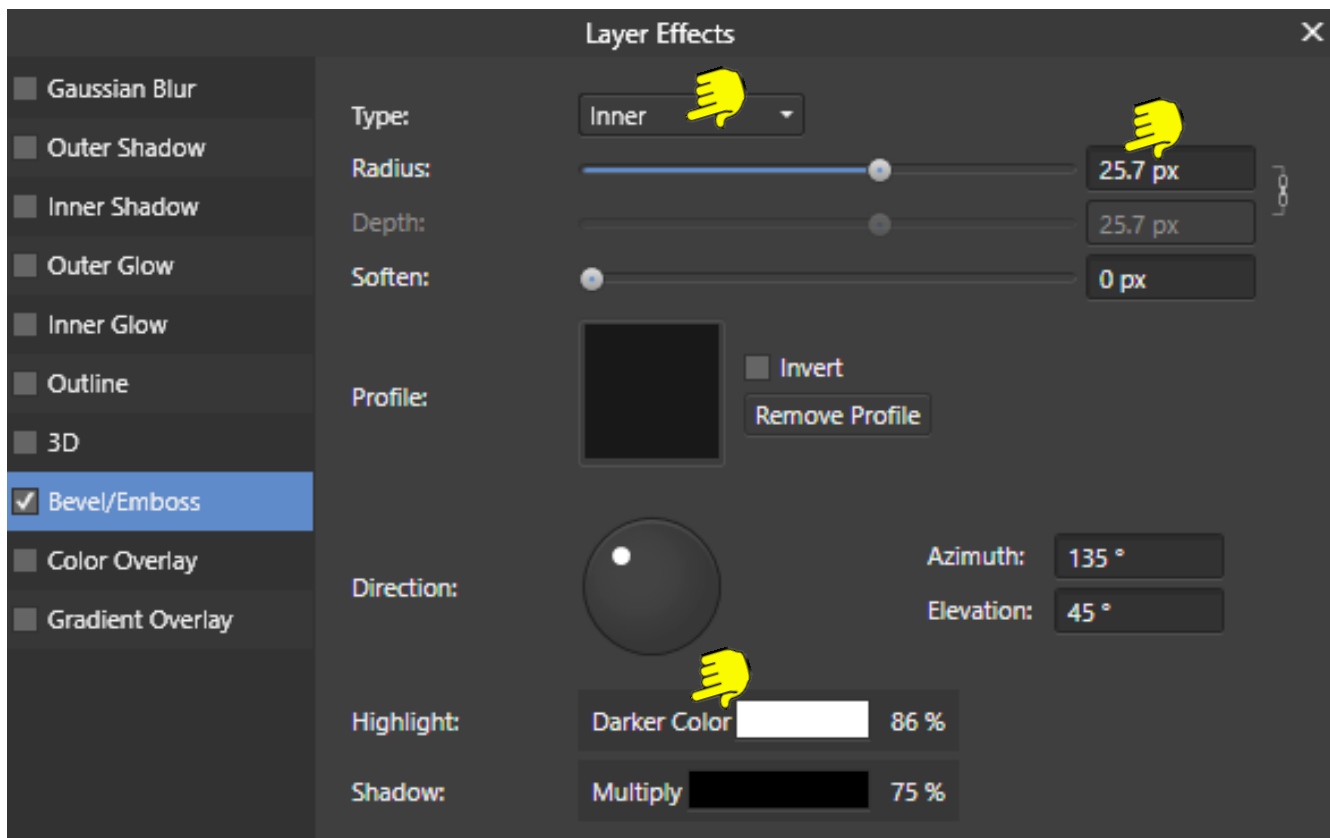 Layer Effects
Gaussian Blur
Outer Shadow
Inner Shadow
Outer Glow
Inner Glow
Outline
3D
Bevel/Emboss
Color Overlay
Gradient Overlay
Type: Inner
Radius: 25.7 px
Depth: 25.7 px
Soften: 0 px
Profile: Invert
Remove Profile
Direction: Azimuth: 135 °
Elevation: 45 °
Highlight: Darker Color 86 %
Shadow: Multiply 75 %